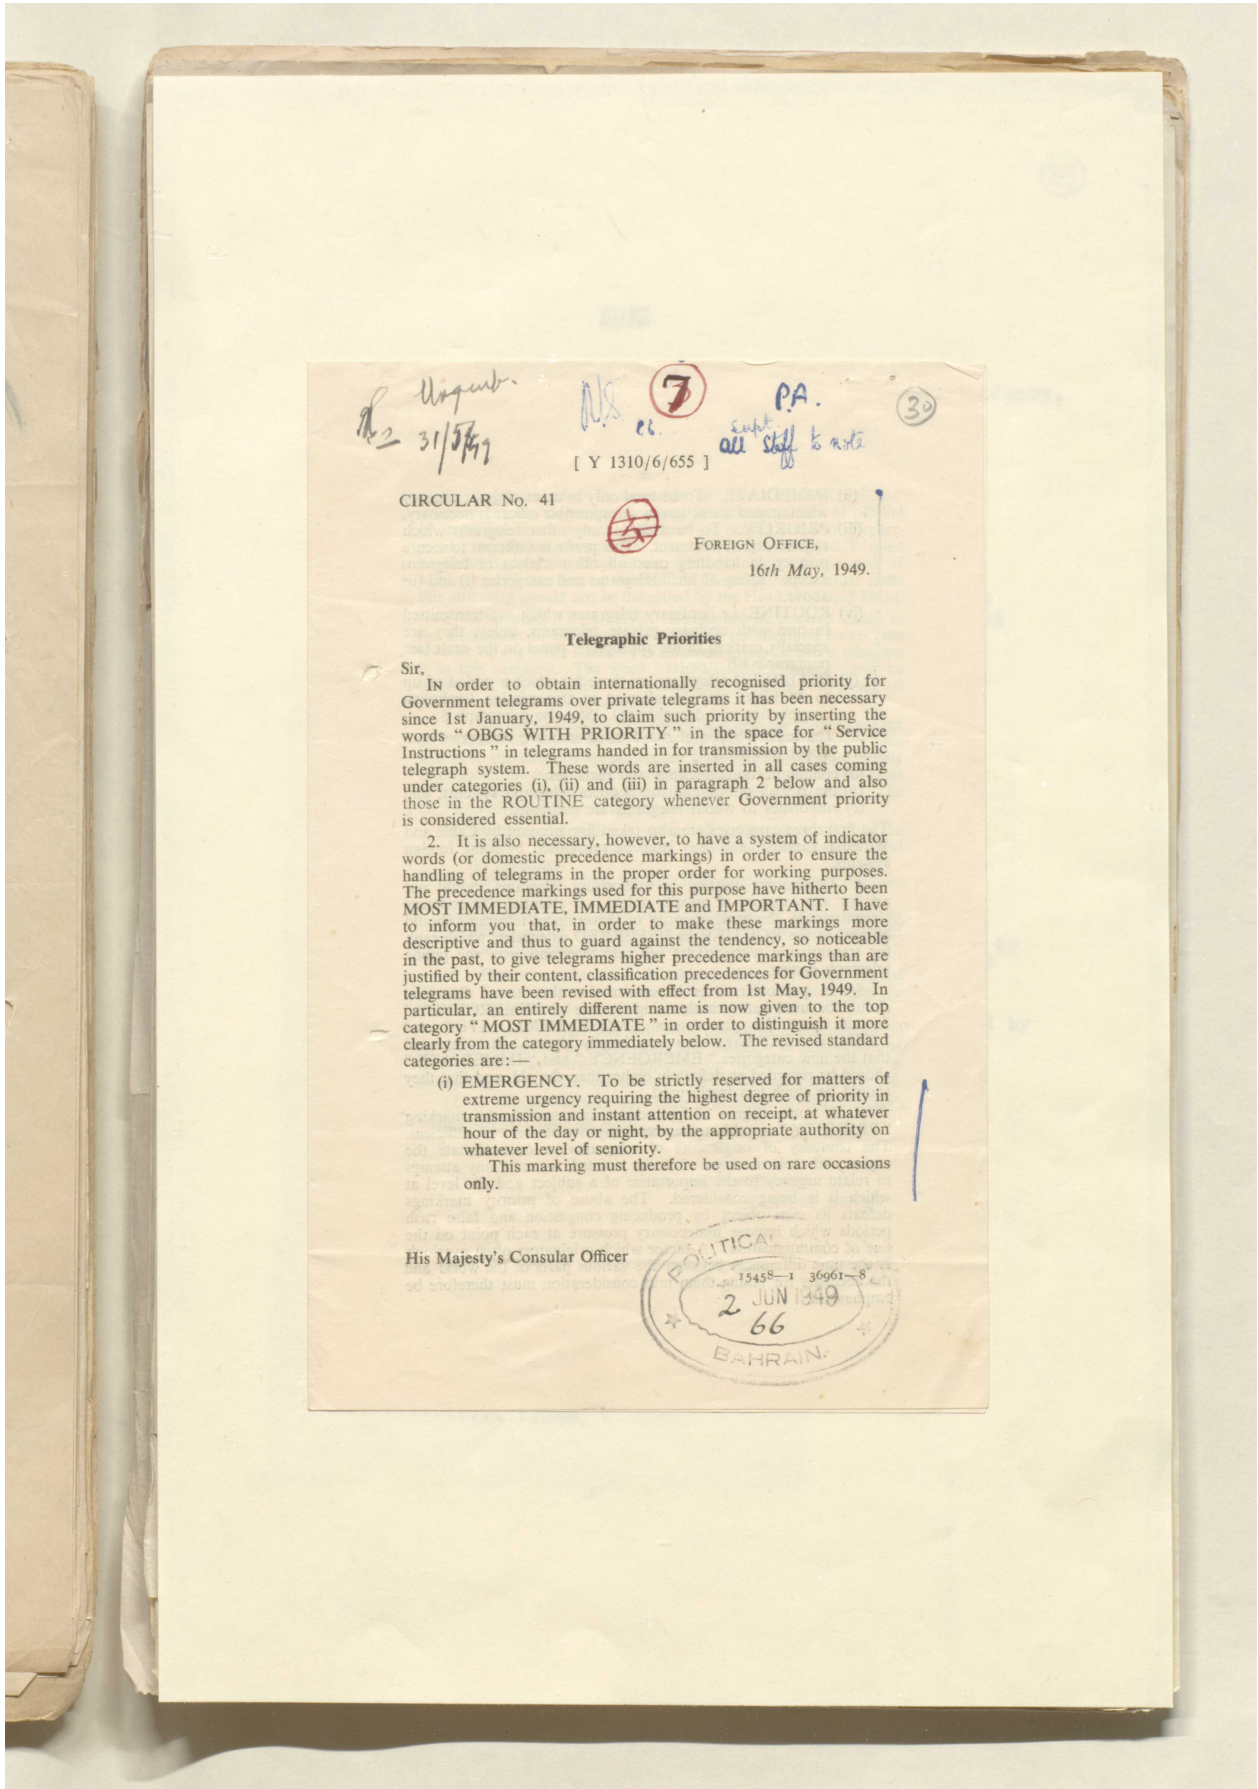 Urgent.
31/5/49
N/S
7
P.A.
30
Supt.
all staff to note
[ Y 1310/6/655 ]
CIRCULAR No. 41
5
FOREIGN OFFICE,
16th May, 1949.
Telegraphic Priorities
Sir,
IN order to obtain internationally recognised priority for
Government telegrams over private telegrams it has been necessary
since 1st January, 1949, to claim such priority by inserting the
words “ OBGS WITH PRIORITY ” in the space for “ Service
Instructions ” in telegrams handed in for transmission by the public
telegraph system. These words are inserted in all cases coming
under categories (i), (ii) and (iii) in paragraph 2 below and also
those in the ROUTINE category whenever Government priority
is considered essential.
2. It is also necessary, however, to have a system of indicator
words (or domestic precedence markings) in order to ensure the
handling of telegrams in the proper order for working purposes.
The precedence markings used for this purpose have hitherto been
MOST IMMEDIATE, IMMEDIATE and IMPORTANT. I have
to inform you that, in order to make these markings more
descriptive and thus to guard against the tendency, so noticeable
in the past, to give telegrams higher precedence markings than are
justified by their content, classification precedences for Government
telegrams have been revised with effect from 1st May, 1949. In
particular, an entirely different name is now given to the top
category “ MOST IMMEDIATE ” in order to distinguish it more
clearly from the category immediately below. The revised standard
categories are:—
(i) EMERGENCY. To be strictly reserved for matters of
extreme urgency requiring the highest degree of priority in
transmission and instant attention on receipt, at whatever
hour of the day or night, by the appropriate authority on
whatever level of seniority.
This marking must therefore be used on rare occasions
only.
His Majesty's Consular Officer
POLITICAL
15458—1 36961—8
2 JUN 1949
66
BAHRAIN.